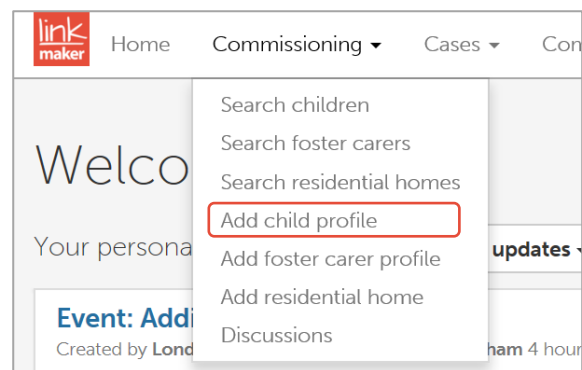 link
maker
Home Commissioning Cases Con
Search children
Search foster carers
Search residential homes
Add child profile
Add foster carer profile
Add residential home
Discussions
Welco
Your persona
updates
Event: Addi
Created by Lond
ham 4 hour